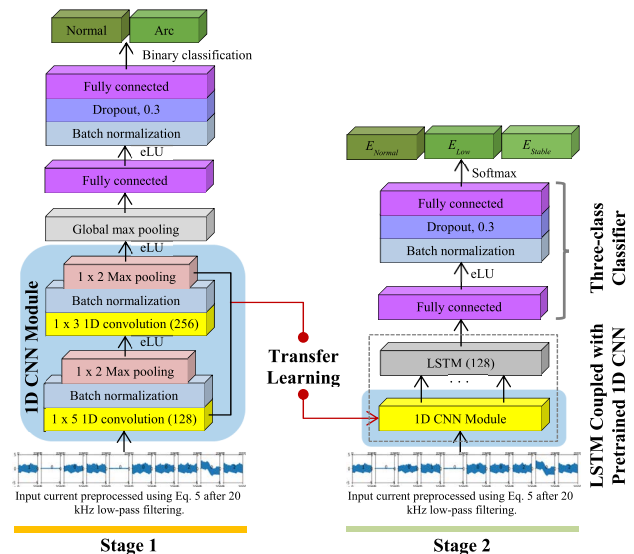 Normal
Arc
Binary classification
Fully connected
Dropout, 0.3
Batch normalization
eLU
Fully connected
Global max pooling
eLU
1D CNN Module
1 x 2 Max pooling
Batch normalization
1 x 3 1D convolution (256)
eLU
1 x 2 Max pooling
Batch normalization
1 x 5 1D convolution (128)
Input current preprocessed using Eq. 5 after 20
kHz low-pass filtering.
Stage 1
Transfer
Learning
E Normal
E Low
E Stable
Softmax
Fully connected
Dropout, 0.3
Batch normalization
eLU
Fully connected
Three-class
Classifier
LSTM (128)
. . .
1D CNN Module
LSTM Coupled with
Pretrained 1D CNN
Input current preprocessed using Eq. 5 after 20
kHz low-pass filtering.
Stage 2